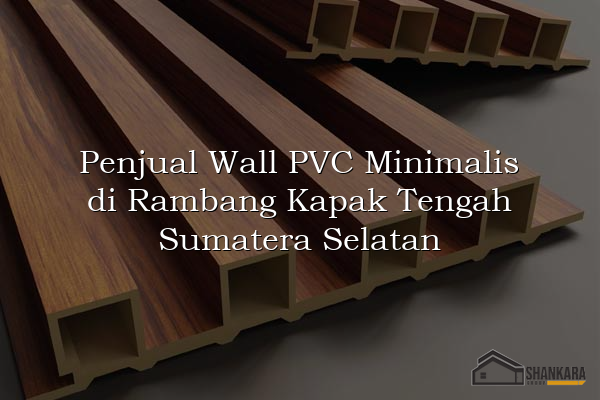 Penjual Wall PVC Minimalis
di Rambang Kapak Tengah
Sumatera Selatan
SHANKARA